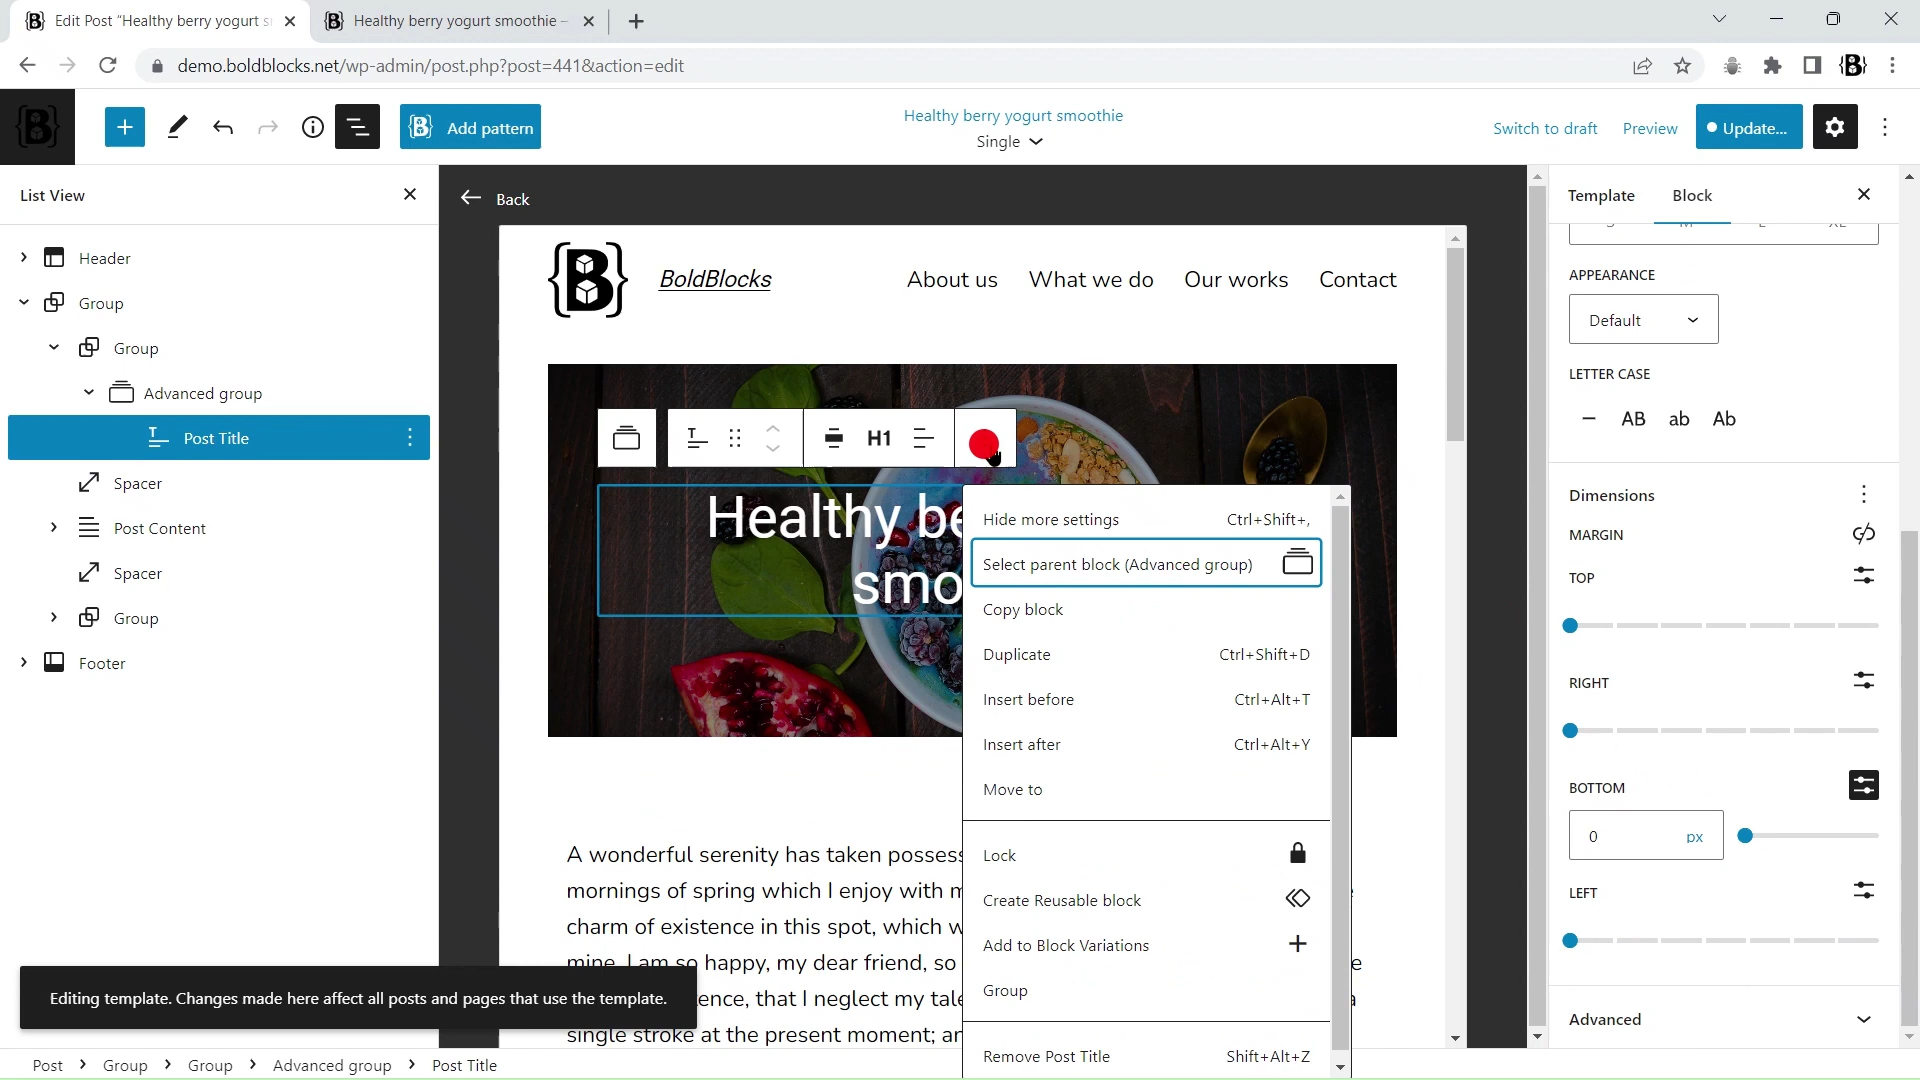 Edit Post “Healthy berry yogurt s
Healthy berry yogurt smoothie –
demo.boldblocks.net/wp-admin/post.php?post=441&action=edit
Add pattern
Healthy berry yogurt smoothie
Single
Switch to draft
Preview
Update...
List View
Back
Template
Block
Header
Group
Group
Advanced group
Post Title
Spacer
Post Content
Spacer
Group
Footer
BoldBlocks
About us
What we do
Our works
Contact
H1
Healthy be
smo
Hide more settings Ctrl+Shift+,
Select parent block (Advanced group)
Copy block
Duplicate Ctrl+Shift+D
Insert before Ctrl+Alt+T
Insert after Ctrl+Alt+Y
Move to
Lock
Create Reusable block
Add to Block Variations
Group
Remove Post Title Shift+Alt+Z
A wonderful serenity has taken possess
mornings of spring which I enjoy with m
charm of existence in this spot, which w
mine. I am so happy, my dear friend, so
ence, that I neglect my tale
single stroke at the present moment; an
Editing template. Changes made here affect all posts and pages that use the template.
APPEARANCE
Default
LETTER CASE
– AB ab Ab
Dimensions
MARGIN
TOP
RIGHT
BOTTOM
0 px
LEFT
Advanced
Post > Group > Group > Advanced group > Post Title